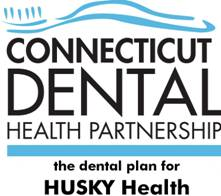 CONNECTICUT
DENTAL
HEALTH PARTNERSHIP
the dental plan for
HUSKY Health